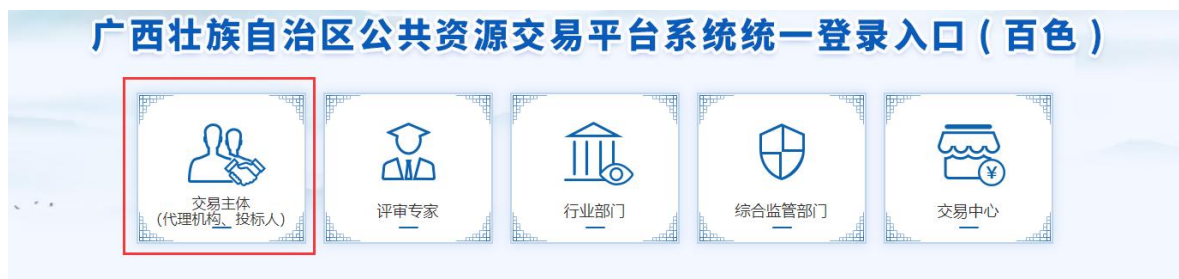 广西壮族自治区公共资源交易平台系统统一登录入口（百色）
交易主体
(代理机构、投标人)
评审专家
行业部门
综合监管部门
交易中心
¥